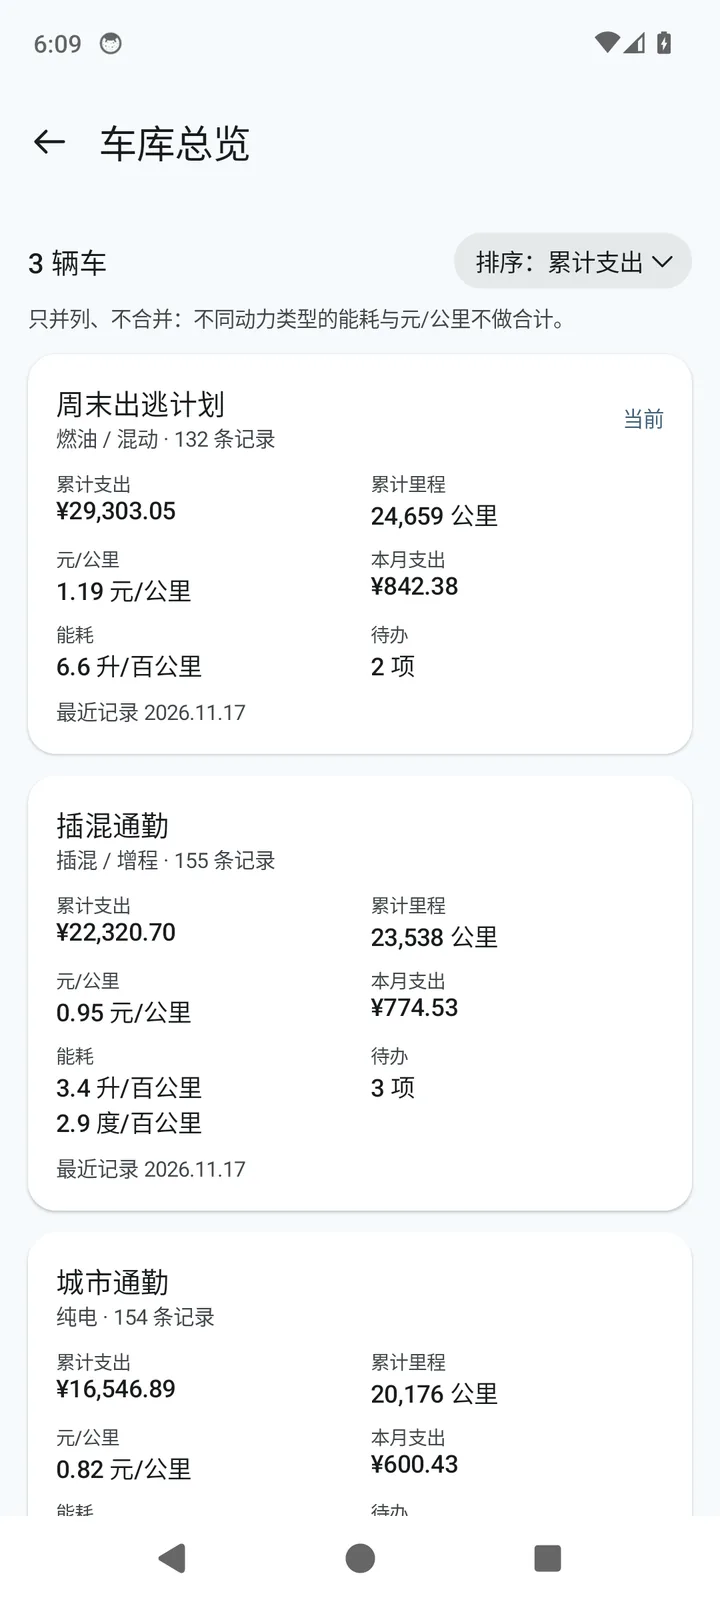 6:09
车库总览
3 辆车
排序：累计支出
只并列、不合并：不同动力类型的能耗与元/公里不做合计。
周末出逃计划
当前
燃油 / 混动 · 132 条记录
累计支出
累计里程
¥29,303.05
24,659 公里
元/公里
本月支出
1.19 元/公里
¥842.38
能耗
待办
6.6 升/百公里
2 项
最近记录 2026.11.17
插混通勤
插混 / 增程 · 155 条记录
累计支出
累计里程
¥22,320.70
23,538 公里
元/公里
本月支出
0.95 元/公里
¥774.53
能耗
待办
3.4 升/百公里
3 项
2.9 度/百公里
最近记录 2026.11.17
城市通勤
纯电 · 154 条记录
累计支出
累计里程
¥16,546.89
20,176 公里
元/公里
本月支出
0.82 元/公里
¥600.43
能耗
待办